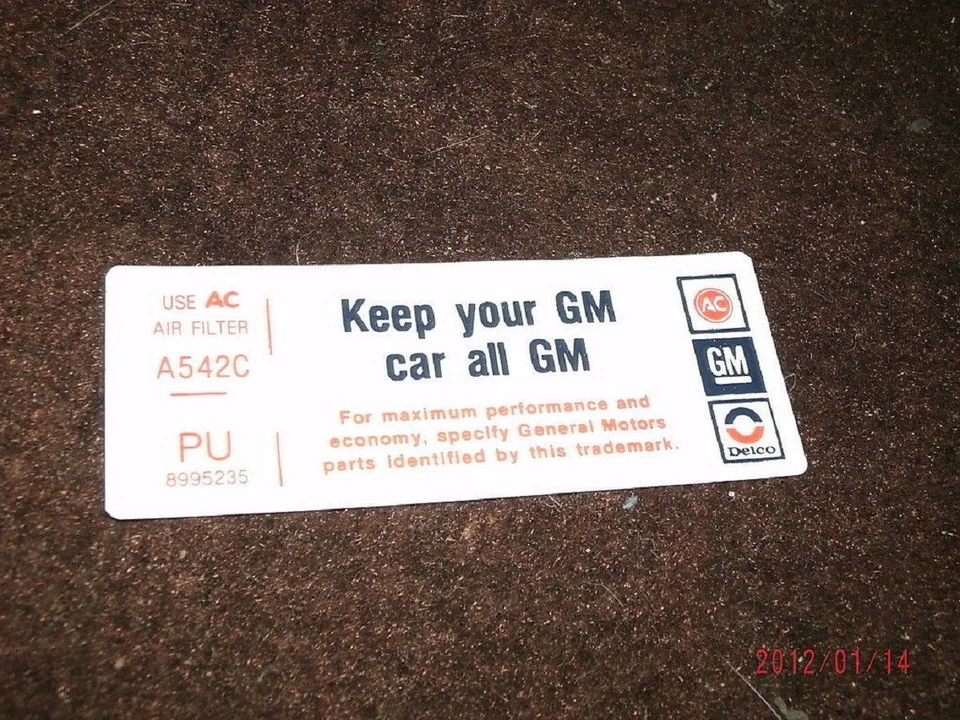 USE AC
AIR FILTER
A542C
PU
8995235
Keep your GM
car all GM
For maximum performance and
economy, specify General Motors
parts identified by this trademark.
AC
GM
Delco
2012/01/14